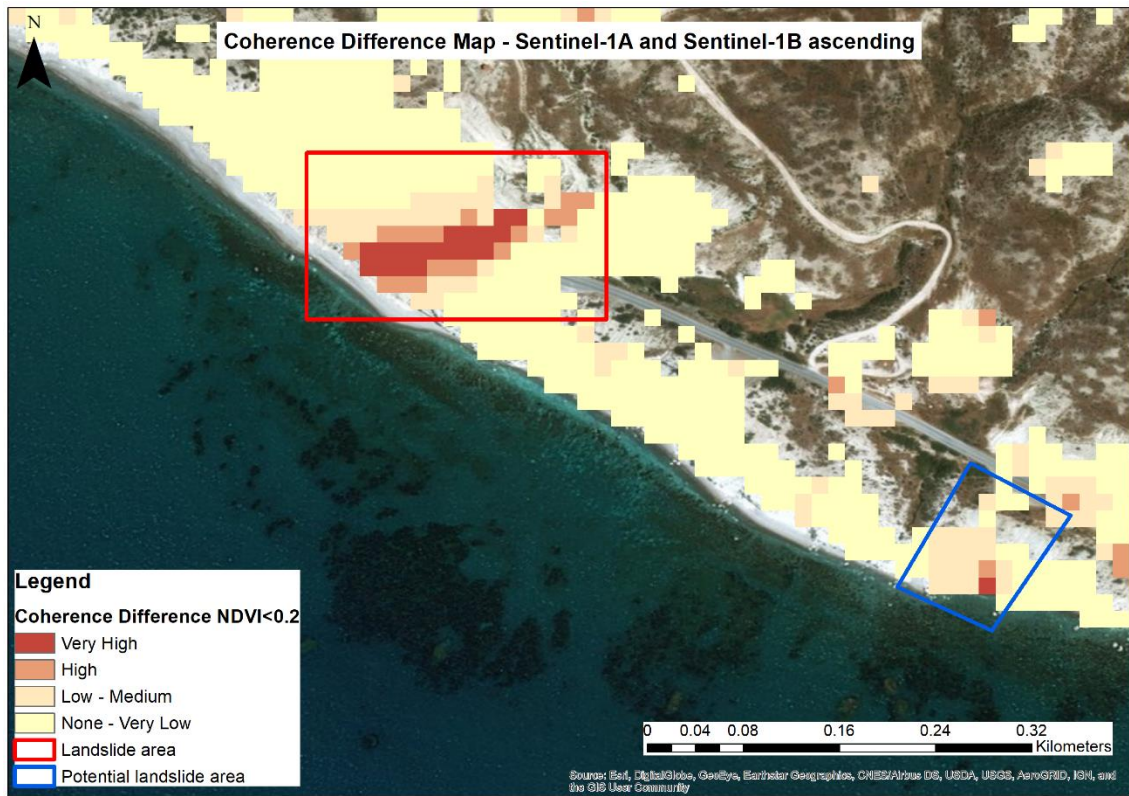 N
Coherence Difference Map - Sentinel-1A and Sentinel-1B ascending
Legend
Coherence Difference NDVI<0.2
Very High
High
Low - Medium
None - Very Low
Landslide area
Potential landslide area
0 0.04 0.08 0.16 0.24 0.32
Kilometers
Source: Esri, DigitalGlobe, GeoEye, Earthstar Geographics, CNES/Airbus DS, USDA, USGS, AeroGRID, IGN, and
the GIS User Community